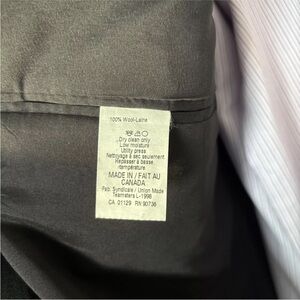 100% Wool-Laine
Dry clean only
Low moisture
Utility press
Nettoyage à sec seulement
Repasser à basse
température
MADE IN / FAIT AU
CANADA
Fab. Syndicale / Union Made
Teamsters L-1998
CA 01129 RN 90736